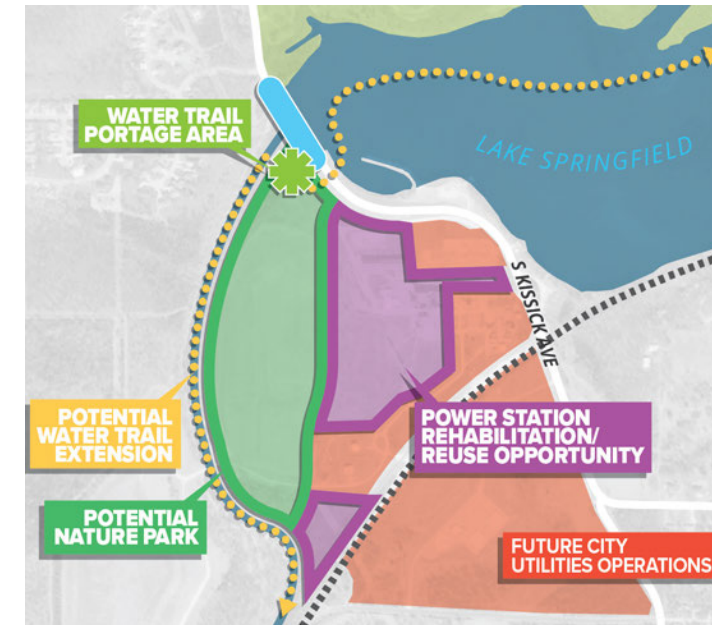 WATER TRAIL
PORTAGE AREA
LAKE SPRINGFIELD
S KISSICK AVE
POTENTIAL
WATER TRAIL
EXTENSION
POWER STATION
REHABILITATION/
REUSE OPPORTUNITY
POTENTIAL
NATURE PARK
FUTURE CITY
UTILITIES OPERATIONS